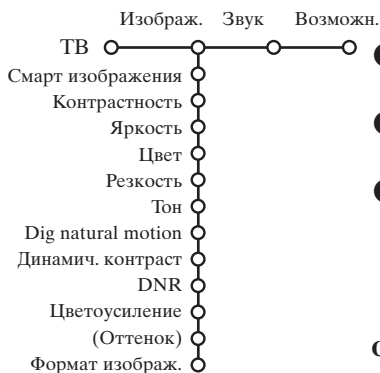 Изображ. Звук Возможн.
ТВ
Смарт изображения
Контрастность
Яркость
Цвет
Резкость
Тон
Dig natural motion
Динамич. контраст
DNR
Цветоусиление
(Оттенок)
Формат изображ.